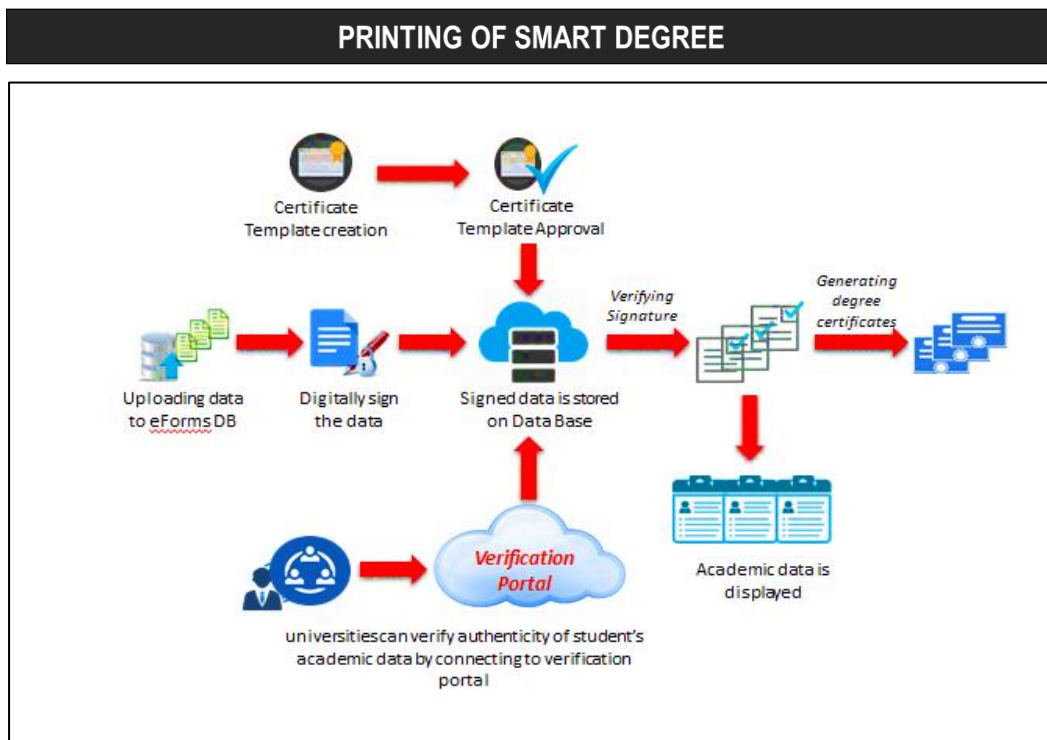 PRINTING OF SMART DEGREE
Certificate
Template creation
Certificate
Template Approval
Verifying
Signature
Generating
degree
certificates
Uploading data
to eForms DB
Digitally sign
the data
Signed data is stored
on Data Base
Verification
Portal
Academic data is
displayed
universitiescan verify authenticity of student's
academic data by connecting to verification
portal